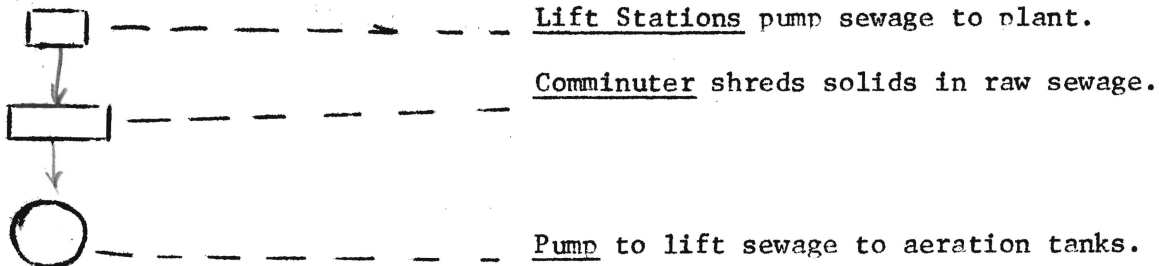 Lift Stations pump sewage to plant.
Comminuter shreds solids in raw sewage.
Pump to lift sewage to aeration tanks.